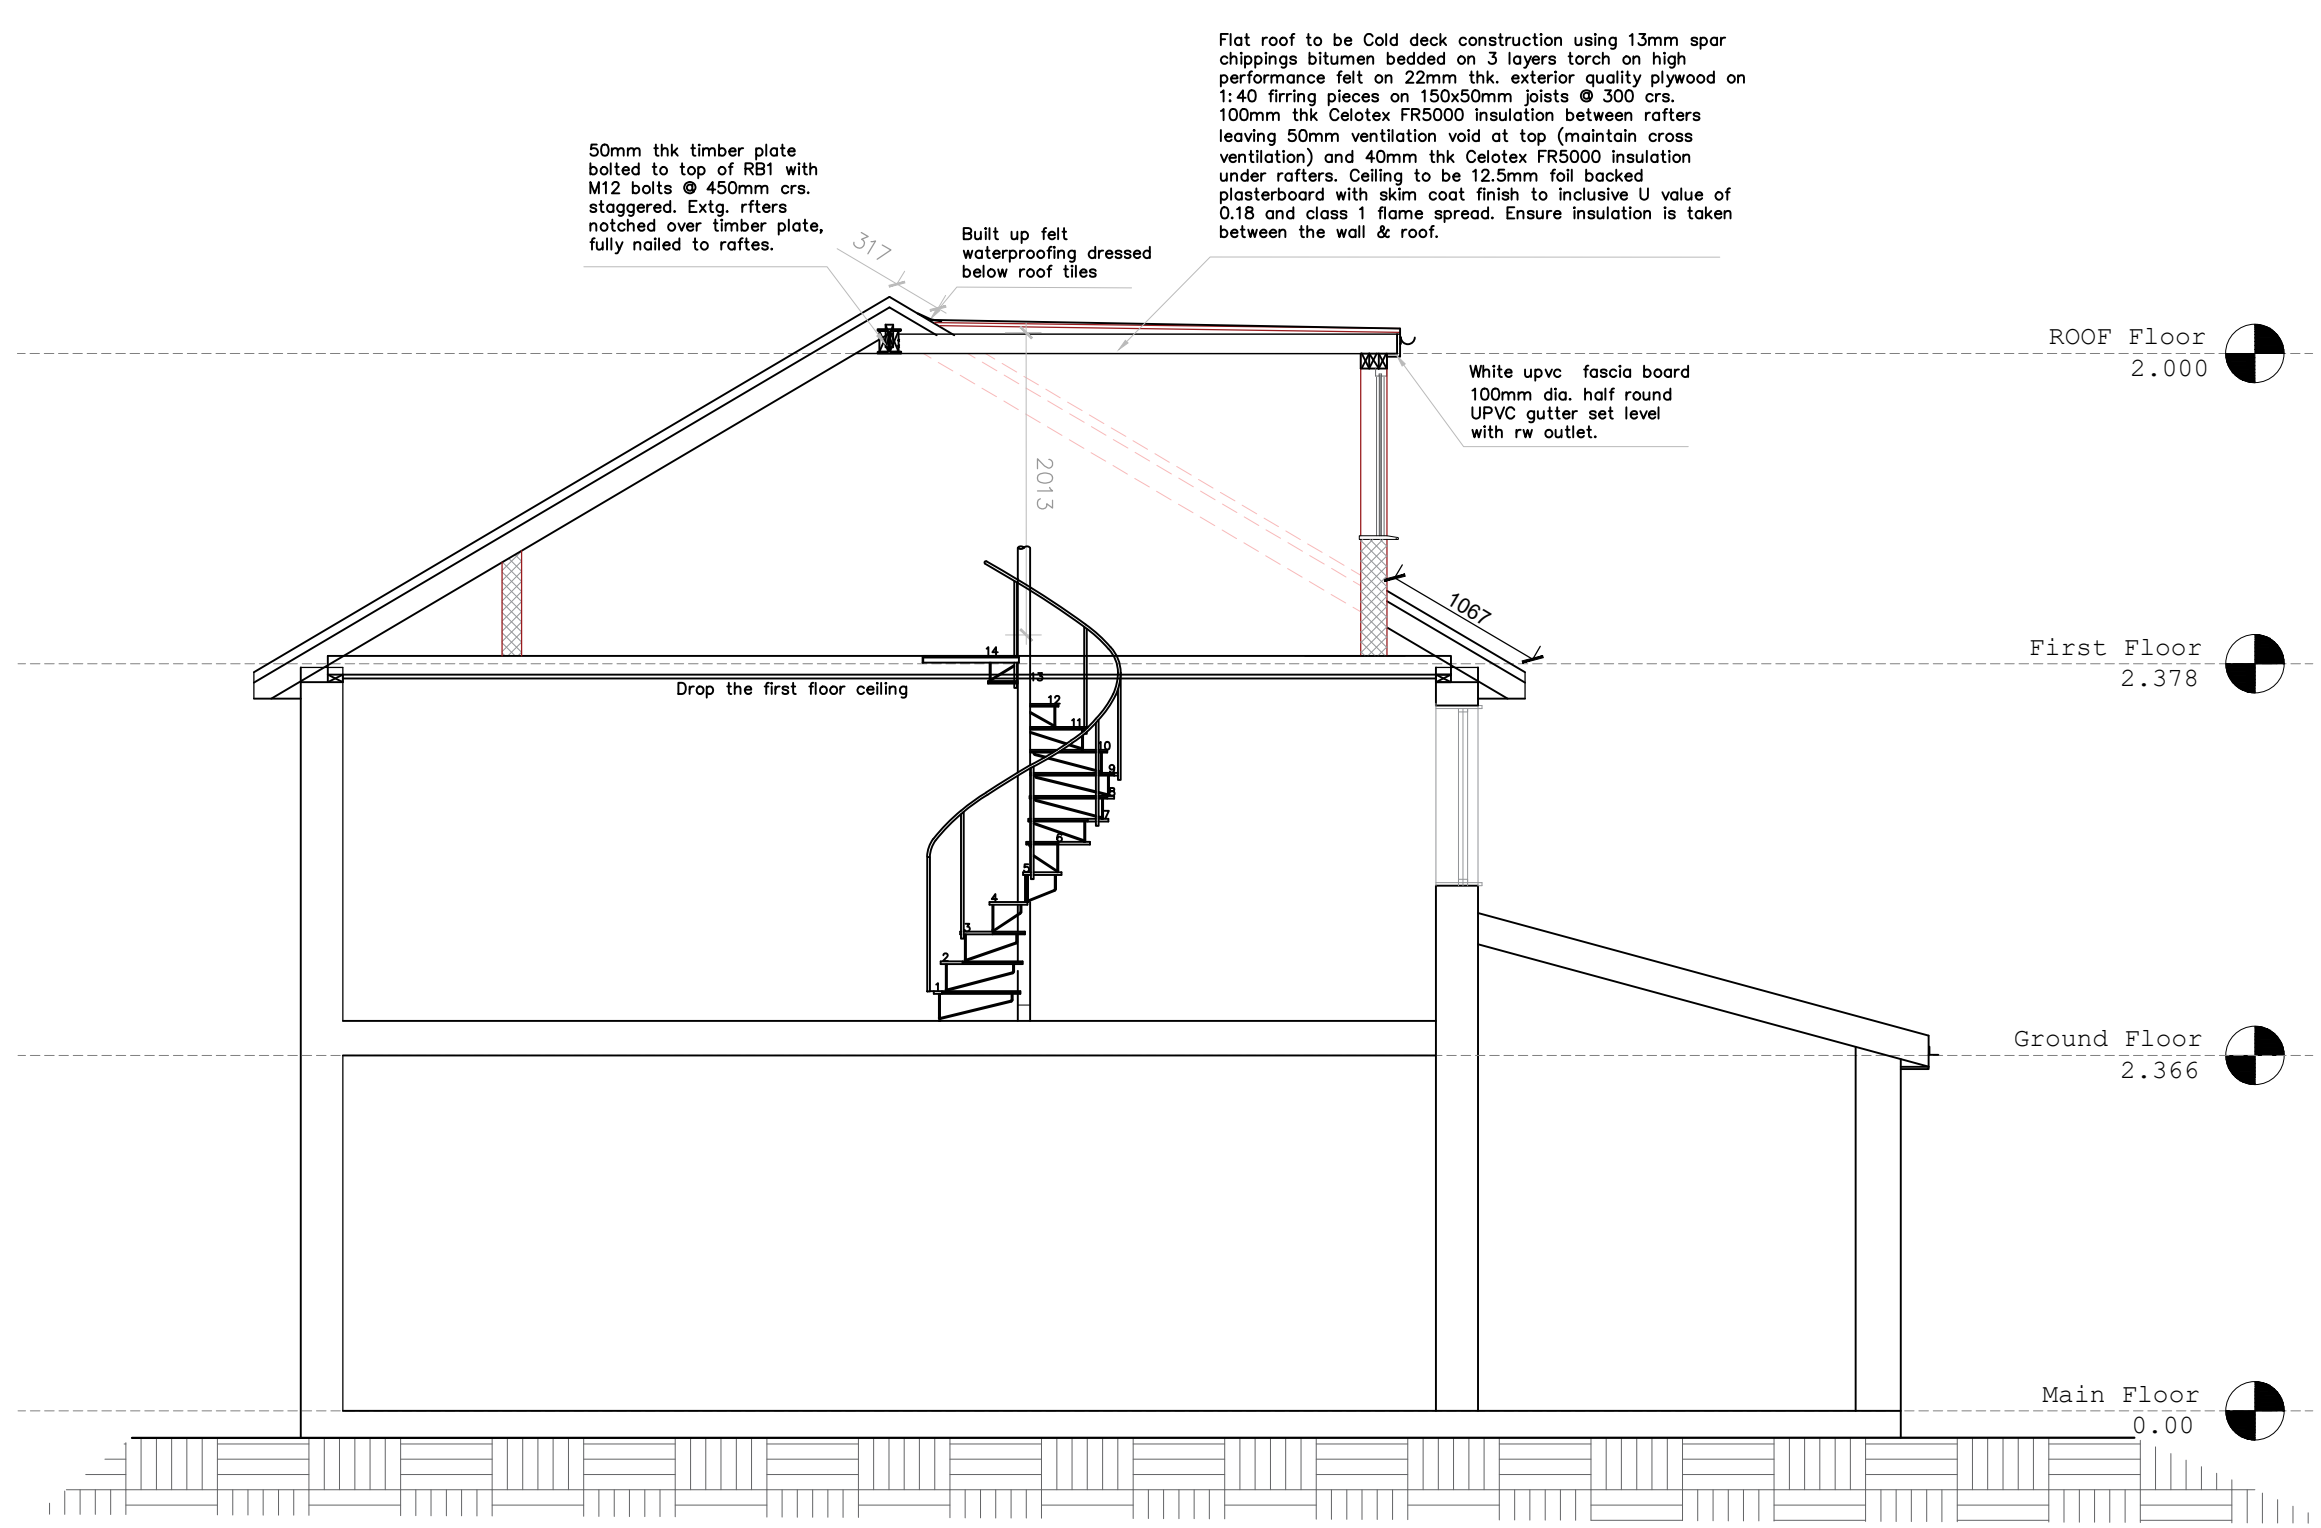 Flat roof to be Cold deck construction using 13mm spar
chippings bitumen bedded on 3 layers torch on high
performance felt on 22mm thk. exterior quality plywood on
1:40 firring pieces on 150x50mm joists @ 300 crs.
100mm thk Celotex FR5000 insulation between rafters
leaving 50mm ventilation void at top (maintain cross
ventilation) and 40mm thk Celotex FR5000 insulation
under rafters. Ceiling to be 12.5mm foil backed
plasterboard with skim coat finish to inclusive U value of
0.18 and class 1 flame spread. Ensure insulation is taken
between the wall & roof.
50mm thk timber plate
bolted to top of RB1 with
M12 bolts @ 450mm crs.
staggered. Extg. rfters
notched over timber plate,
fully nailed to raftes.
317
Built up felt
waterproofing dressed
below roof tiles
ROOF Floor
2.000
White upvc fascia board
100mm dia. half round
UPVC gutter set level
with rw outlet.
2013
1067
First Floor
2.378
Drop the first floor ceiling
14
13
12
11
10
9
8
7
6
5
4
3
2
1
Ground Floor
2.366
Main Floor
0.00